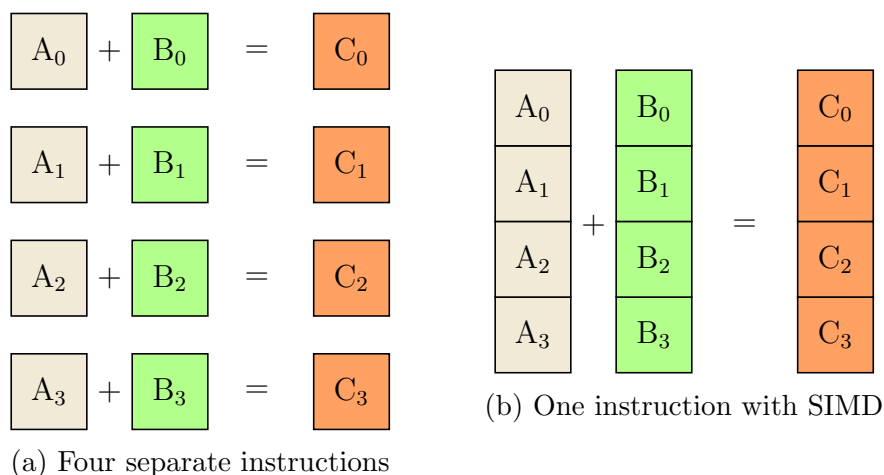 A₀ + B₀ = C₀
A₁ + B₁ = C₁
A₂ + B₂ = C₂
A₃ + B₃ = C₃
(a) Four separate instructions
A₀ B₀ C₀
A₁ B₁ C₁
+ =
A₂ B₂ C₂
A₃ B₃ C₃
(b) One instruction with SIMD